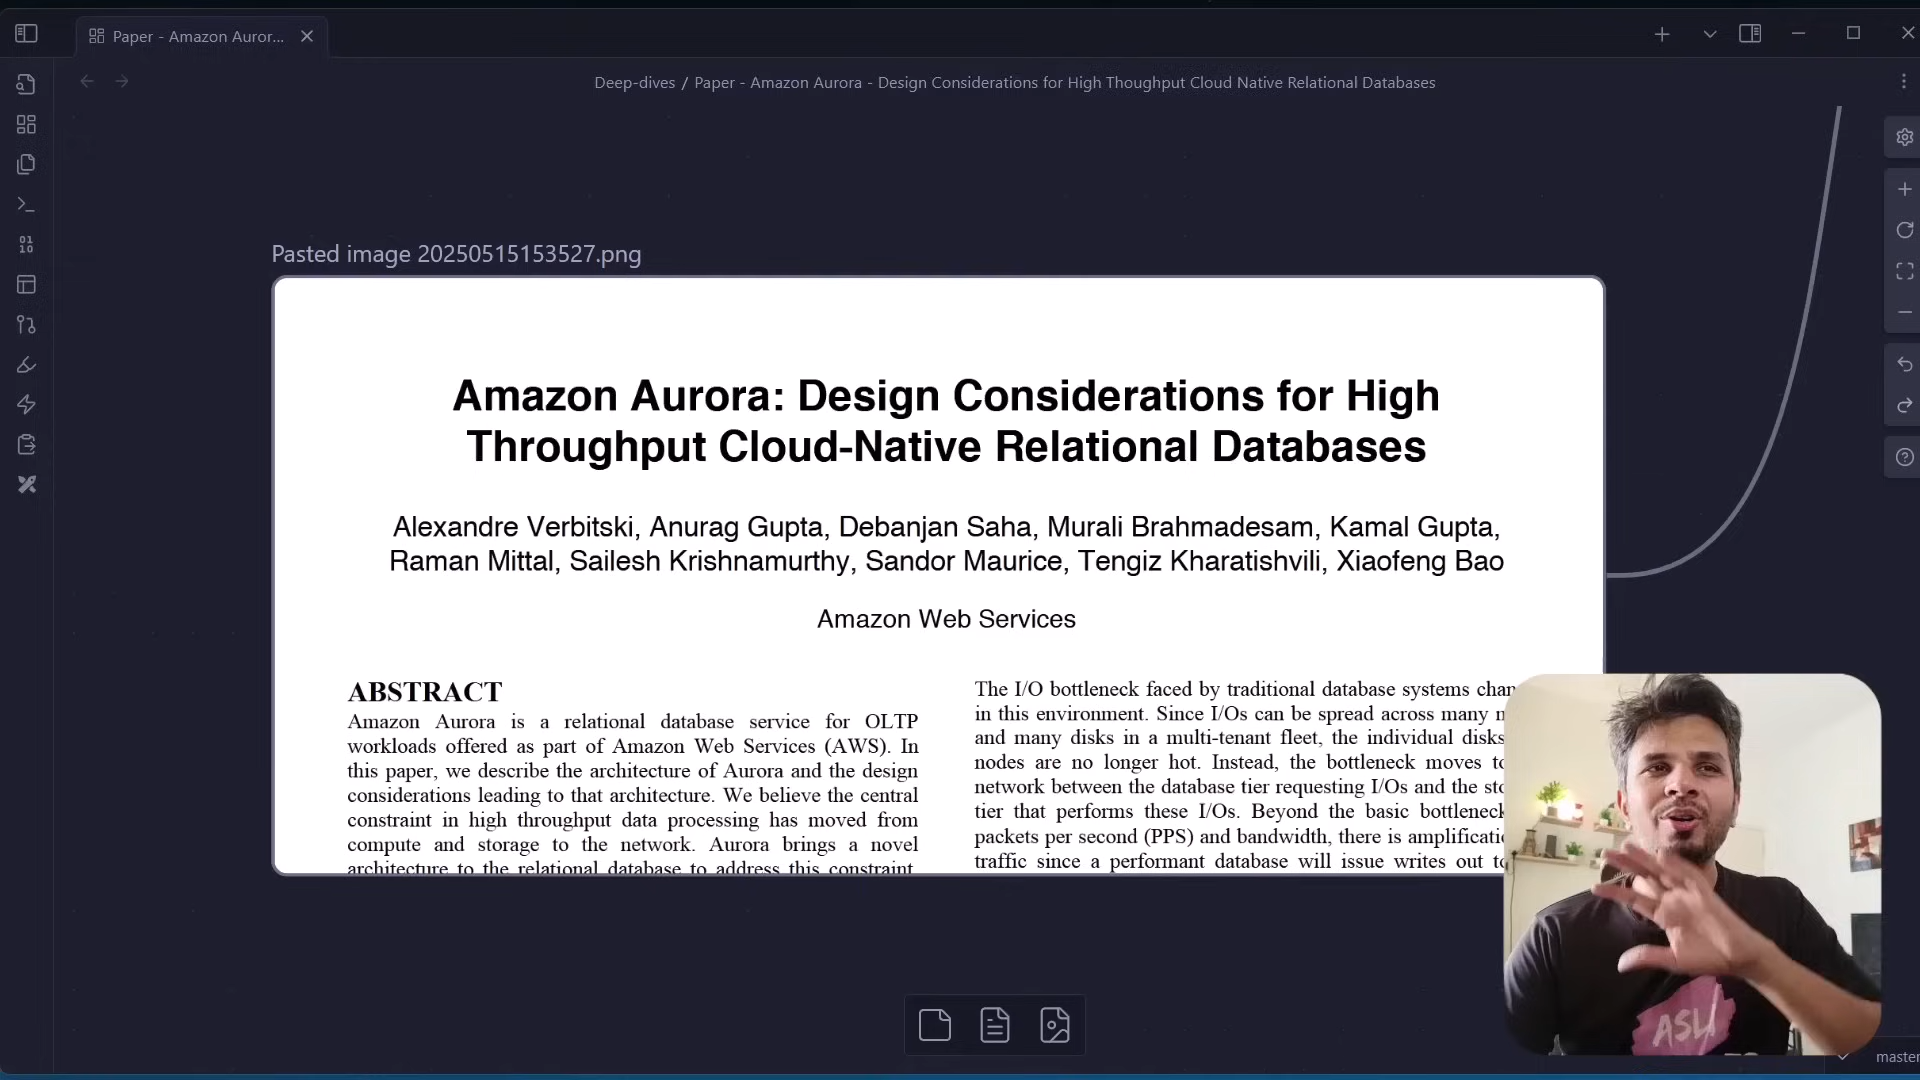 Paper - Amazon Auror...
Deep-dives / Paper - Amazon Aurora - Design Considerations for High Thoughput Cloud Native Relational Databases
Pasted image 20250515153527.png
Amazon Aurora: Design Considerations for High
Throughput Cloud-Native Relational Databases
Alexandre Verbitski, Anurag Gupta, Debanjan Saha, Murali Brahmadesam, Kamal Gupta,
Raman Mittal, Sailesh Krishnamurthy, Sandor Maurice, Tengiz Kharatishvili, Xiaofeng Bao
Amazon Web Services
ABSTRACT
Amazon Aurora is a relational database service for OLTP
workloads offered as part of Amazon Web Services (AWS). In
this paper, we describe the architecture of Aurora and the design
considerations leading to that architecture. We believe the central
constraint in high throughput data processing has moved from
compute and storage to the network. Aurora brings a novel
architecture to the relational database to address this constraint,
The I/O bottleneck faced by traditional database systems
in this environment. Since I/Os can be spread across many
and many disks in a multi-tenant fleet, the individual disks
nodes are no longer hot. Instead, the bottleneck moves
network between the database tier requesting I/Os and the
tier that performs these I/Os. Beyond the basic
packets per second (PPS) and bandwidth, there is
traffic since a performant database will issue writes out
master